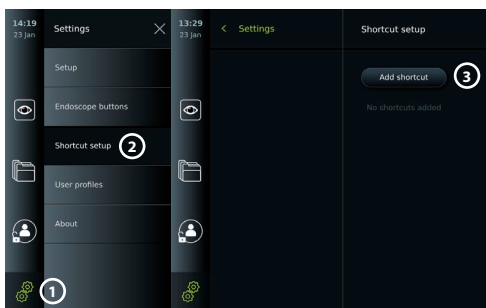 14:19
23 Jan
Settings
Setup
Endoscope buttons
Shortcut setup
2
User profiles
About
1
13:29
23 Jan
< Settings
Shortcut setup
Add shortcut
3
No shortcuts added